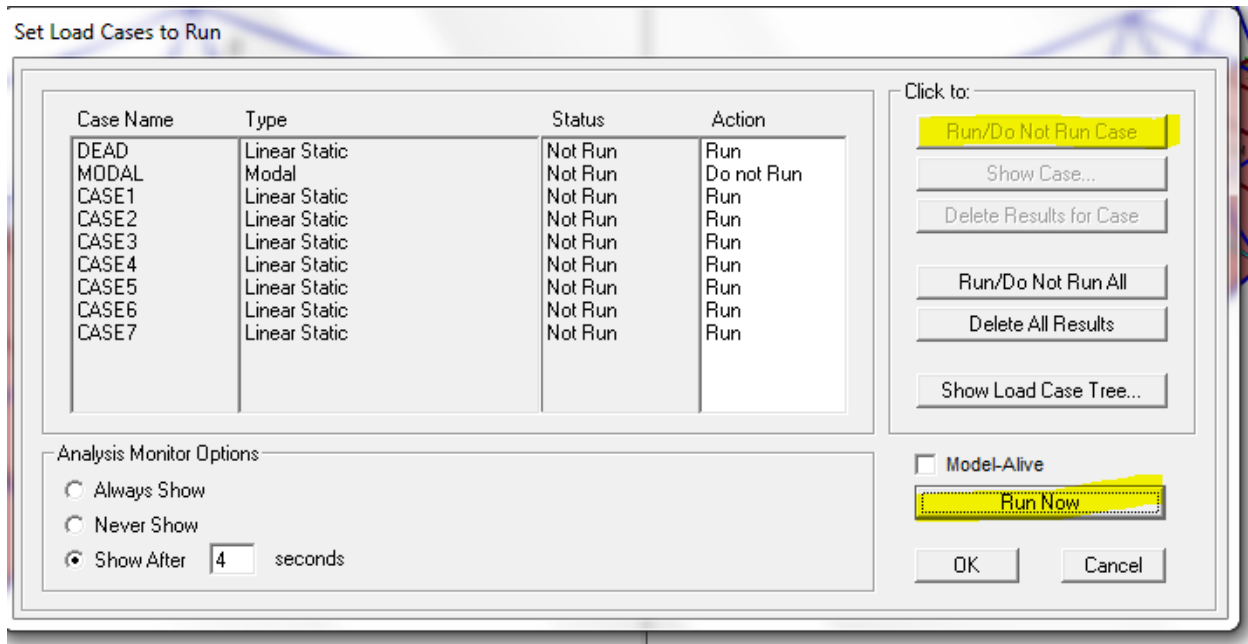 Set Load Cases to Run
Case Name Type Status Action
DEAD Linear Static Not Run Run
MODAL Modal Not Run Do not Run
CASE1 Linear Static Not Run Run
CASE2 Linear Static Not Run Run
CASE3 Linear Static Not Run Run
CASE4 Linear Static Not Run Run
CASE5 Linear Static Not Run Run
CASE6 Linear Static Not Run Run
CASE7 Linear Static Not Run Run
Click to:
Run/Do Not Run Case
Show Case...
Delete Results for Case
Run/Do Not Run All
Delete All Results
Show Load Case Tree...
Analysis Monitor Options
Always Show
Never Show
Show After 4 seconds
Model-Alive
Run Now
OK Cancel